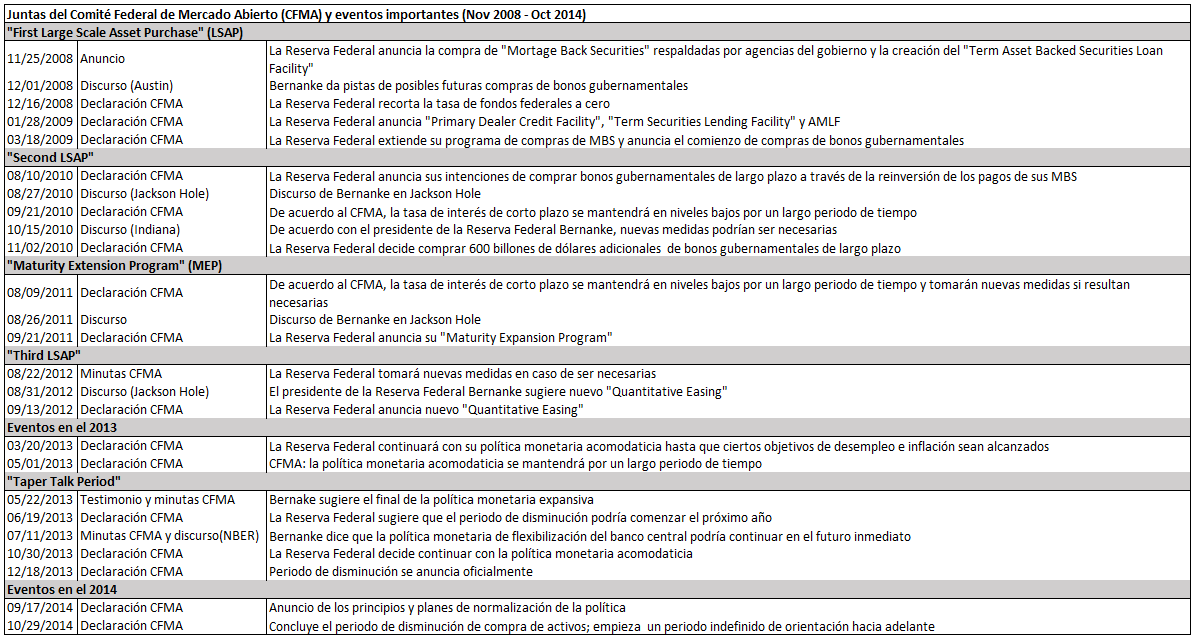 Juntas del Comité Federal de Mercado Abierto (CFMA) y eventos importantes (Nov 2008 - Oct 2014)
"First Large Scale Asset Purchase" (LSAP)
11/25/2008 Anuncio La Reserva Federal anuncia la compra de "Mortage Back Securities" respaldadas por agencias del gobierno y la creación del "Term Asset Backed Securities Loan
Facility"
12/01/2008 Discurso (Austin) Bernanke da pistas de posibles futuras compras de bonos gubernamentales
12/16/2008 Declaración CFMA La Reserva Federal recorta la tasa de fondos federales a cero
01/28/2009 Declaración CFMA La Reserva Federal anuncia "Primary Dealer Credit Facility", "Term Securities Lending Facility" y AMLF
03/18/2009 Declaración CFMA La Reserva Federal extiende su programa de compras de MBS y anuncia el comienzo de compras de bonos gubernamentales
"Second LSAP"
08/10/2010 Declaración CFMA La Reserva Federal anuncia sus intenciones de comprar bonos gubernamentales de largo plazo a través de la reinversión de los pagos de sus MBS
08/27/2010 Discurso (Jackson Hole) Discurso de Bernanke en Jackson Hole
09/21/2010 Declaración CFMA De acuerdo al CFMA, la tasa de interés de corto plazo se mantendrá en niveles bajos por un largo periodo de tiempo
10/15/2010 Discurso (Indiana) De acuerdo con el presidente de la Reserva Federal Bernanke, nuevas medidas podrían ser necesarias
11/02/2010 Declaración CFMA La Reserva Federal decide comprar 600 billones de dólares adicionales de bonos gubernamentales de largo plazo
"Maturity Extension Program" (MEP)
08/09/2011 Declaración CFMA De acuerdo al CFMA, la tasa de interés de corto plazo se mantendrá en niveles bajos por un largo periodo de tiempo y tomarán nuevas medidas si resultan
necesarias
08/26/2011 Discurso Discurso de Bernanke en Jackson Hole
09/21/2011 Declaración CFMA La Reserva Federal anuncia su "Maturity Expansion Program"
"Third LSAP"
08/22/2012 Minutas CFMA La Reserva Federal tomará nuevas medidas en caso de ser necesarias
08/31/2012 Discurso (Jackson Hole) El presidente de la Reserva Federal Bernanke sugiere nuevo "Quantitative Easing"
09/13/2012 Declaración CFMA La Reserva Federal anuncia nuevo "Quantitative Easing"
Eventos en el 2013
03/20/2013 Declaración CFMA La Reserva Federal continuará con su política monetaria acomodaticia hasta que ciertos objetivos de desempleo e inflación sean alcanzados
05/01/2013 Declaración CFMA CFMA: la política monetaria acomodaticia se mantendrá por un largo periodo de tiempo
"Taper Talk Period"
05/22/2013 Testimonio y minutas CFMA Bernake sugiere el final de la política monetaria expansiva
06/19/2013 Declaración CFMA La Reserva Federal sugiere que el periodo de disminución podría comenzar el próximo año
07/11/2013 Minutas CFMA y discurso(NBER) Bernanke dice que la política monetaria de flexibilización del banco central podría continuar en el futuro inmediato
10/30/2013 Declaración CFMA La Reserva Federal decide continuar con la política monetaria acomodaticia
12/18/2013 Declaración CFMA Periodo de disminución se anuncia oficialmente
Eventos en el 2014
09/17/2014 Declaración CFMA Anuncio de los principios y planes de normalización de la política
10/29/2014 Declaración CFMA Concluye el periodo de disminución de compra de activos; empieza un periodo indefinido de orientación hacia adelante